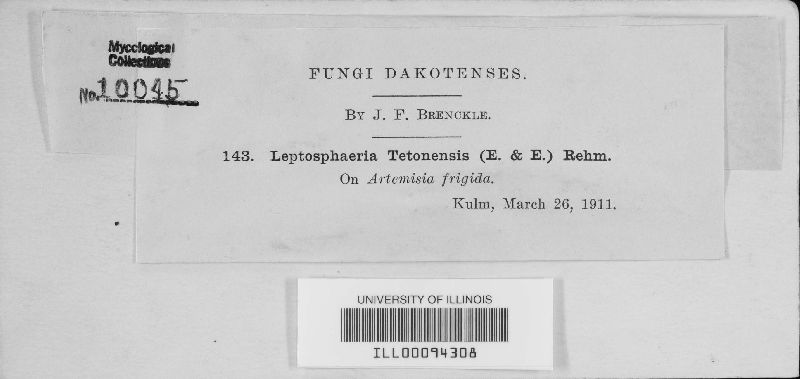 Mycological
Collections
No. 10045
FUNGI DAKOTENSES.
BY J. F. BRENCKLE.
143. Leptosphaeria Tetonensis (E. & E.) Rehm.
On Artemisia frigida.
Kulm, March 26, 1911.
UNIVERSITY OF ILLINOIS
ILL00094308